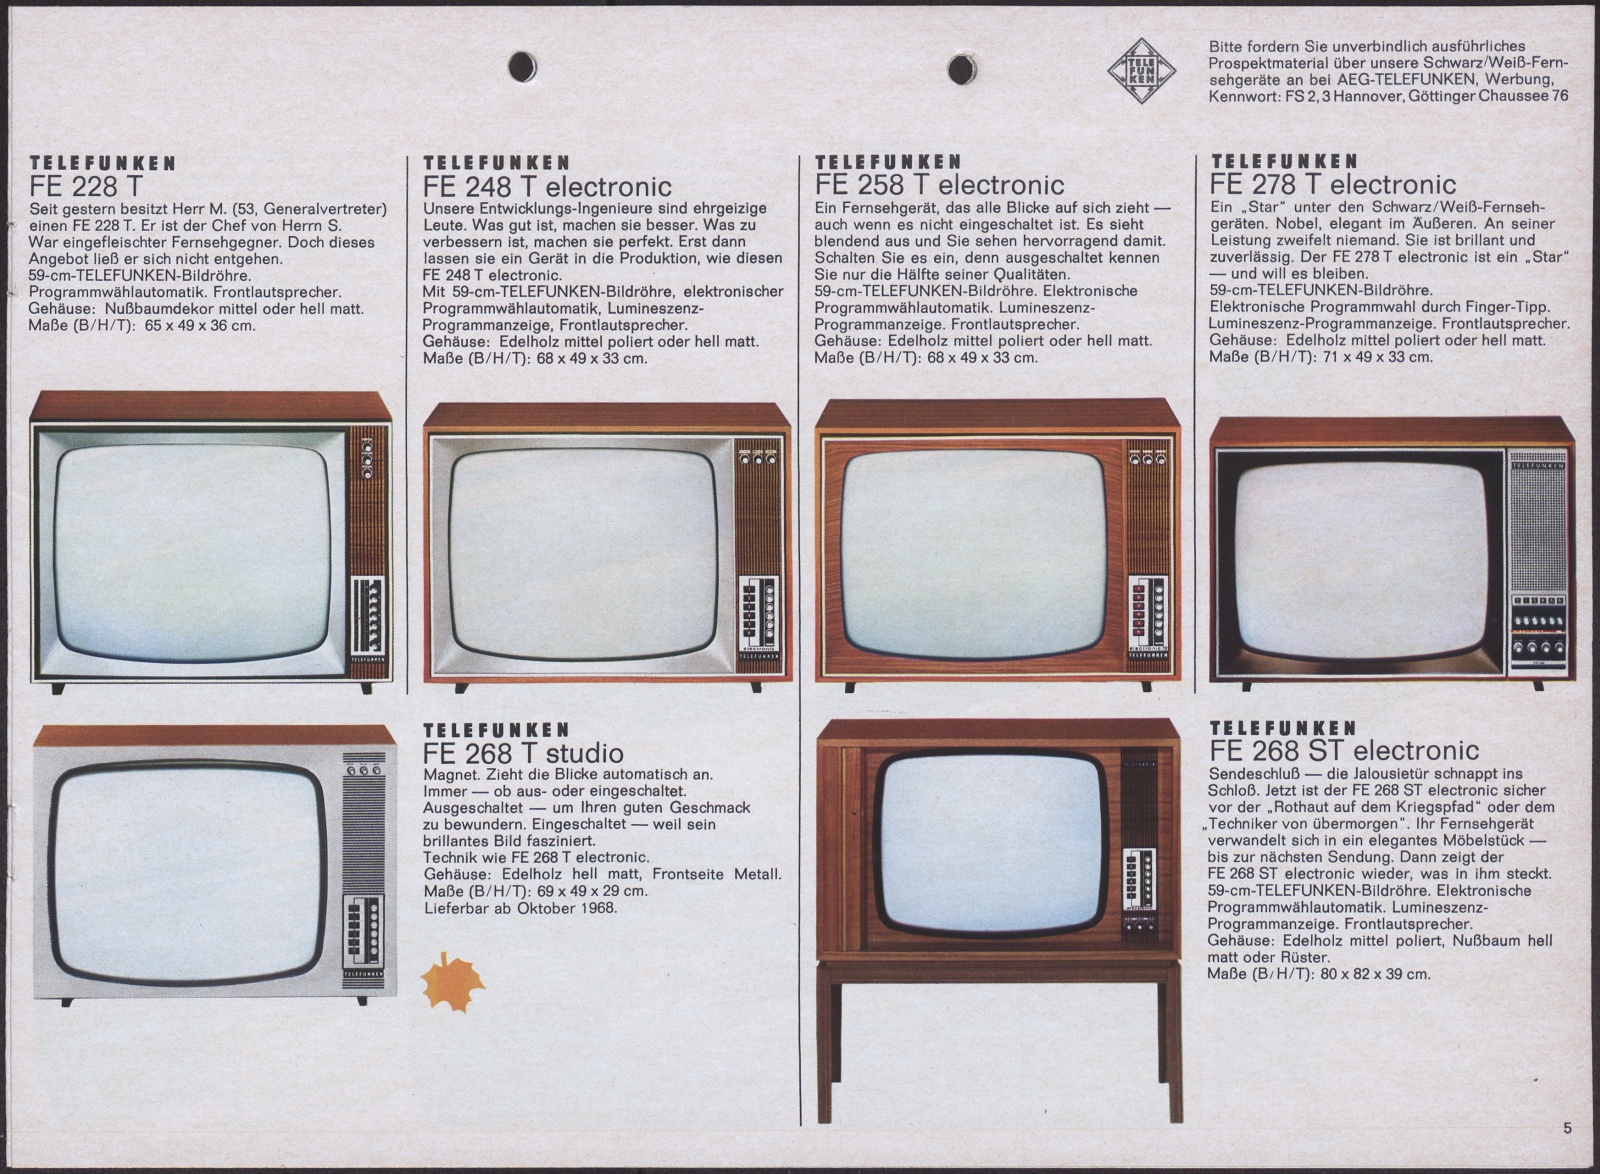 TELE
FUN
KEN
Bitte fordern Sie unverbindlich ausführliches
Prospektmaterial über unsere Schwarz/Weiß-Fern-
sehgeräte an bei AEG-TELEFUNKEN, Werbung,
Kennwort: FS 2, 3 Hannover, Göttinger Chaussee 76
TELEFUNKEN
FE 228 T
Seit gestern besitzt Herr M. (53, Generalvertreter)
einen FE 228 T. Er ist der Chef von Herrn S.
War eingefleischter Fernsehgegner. Doch dieses
Angebot ließ er sich nicht entgehen.
59-cm-TELEFUNKEN-Bildröhre.
Programmwählautomatik. Frontlautsprecher.
Gehäuse: Nußbaumdekor mittel oder hell matt.
Maße (B/H/T): 65 x 49 x 36 cm.
TELEFUNKEN
TELEFUNKEN
FE 248 T electronic
Unsere Entwicklungs-Ingenieure sind ehrgeizige
Leute. Was gut ist, machen sie besser. Was zu
verbessern ist, machen sie perfekt. Erst dann
lassen sie ein Gerät in die Produktion, wie diesen
FE 248 T electronic.
Mit 59-cm-TELEFUNKEN-Bildröhre, elektronischer
Programmwählautomatik, Lumineszenz-
Programmanzeige, Frontlautsprecher.
Gehäuse: Edelholz mittel poliert oder hell matt.
Maße (B/H/T): 68 x 49 x 33 cm.
electronic
TELEFUNKEN
TELEFUNKEN
FE 258 T electronic
Ein Fernsehgerät, das alle Blicke auf sich zieht —
auch wenn es nicht eingeschaltet ist. Es sieht
blendend aus und Sie sehen hervorragend damit.
Schalten Sie es ein, denn ausgeschaltet kennen
Sie nur die Hälfte seiner Qualitäten.
59-cm-TELEFUNKEN-Bildröhre. Elektronische
Programmwählautomatik. Lumineszenz-
Programmanzeige. Frontlautsprecher.
Gehäuse: Edelholz mittel poliert oder hell matt.
Maße (B/H/T): 68 x 49 x 33 cm.
electronic
TELEFUNKEN
TELEFUNKEN
FE 278 T electronic
Ein „Star“ unter den Schwarz/Weiß-Fernseh-
geräten. Nobel, elegant im Äußeren. An seiner
Leistung zweifelt niemand. Sie ist brillant und
zuverlässig. Der FE 278 T electronic ist ein „Star“
— und will es bleiben.
59-cm-TELEFUNKEN-Bildröhre.
Elektronische Programmwahl durch Finger-Tipp.
Lumineszenz-Programmanzeige. Frontlautsprecher.
Gehäuse: Edelholz mittel poliert oder hell matt.
Maße (B/H/T): 71 x 49 x 33 cm.
TELEFUNKEN
TELEFUNKEN
TELEFUNKEN
FE 268 T studio
Magnet. Zieht die Blicke automatisch an.
Immer — ob aus- oder eingeschaltet.
Ausgeschaltet — um Ihren guten Geschmack
zu bewundern. Eingeschaltet — weil sein
brillantes Bild fasziniert.
Technik wie FE 268 T electronic.
Gehäuse: Edelholz hell matt, Frontseite Metall.
Maße (B/H/T): 69 x 49 x 29 cm.
Lieferbar ab Oktober 1968.
TELEFUNKEN
FE 268 ST electronic
Sendeschluß — die Jalousietür schnappt ins
Schloß. Jetzt ist der FE 268 ST electronic sicher
vor der „Rothaut auf dem Kriegspfad“ oder dem
„Techniker von übermorgen“. Ihr Fernsehgerät
verwandelt sich in ein elegantes Möbelstück —
bis zur nächsten Sendung. Dann zeigt der
FE 268 ST electronic wieder, was in ihm steckt.
59-cm-TELEFUNKEN-Bildröhre. Elektronische
Programmwählautomatik. Lumineszenz-
Programmanzeige. Frontlautsprecher.
Gehäuse: Edelholz mittel poliert, Nußbaum hell
matt oder Rüster.
Maße (B/H/T): 80 x 82 x 39 cm.
5